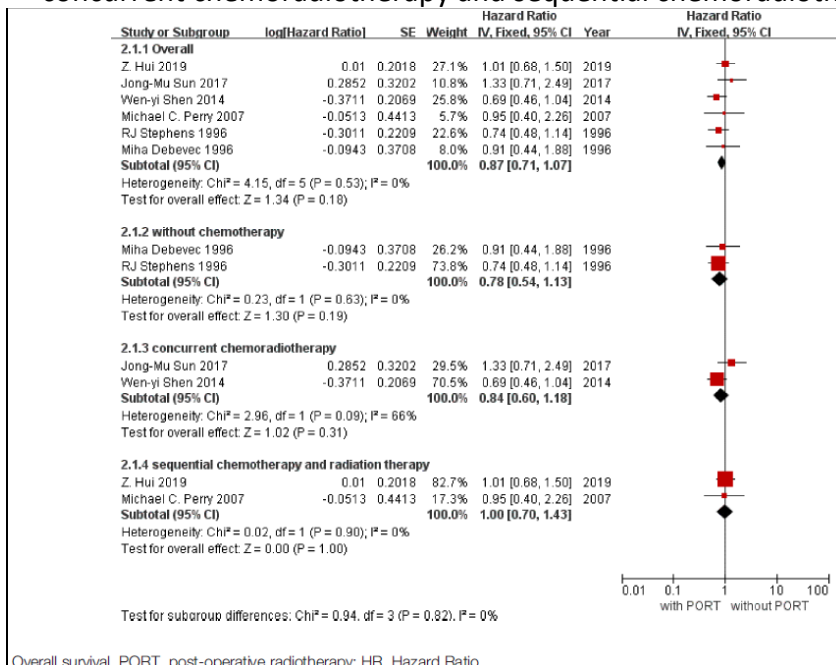 concurrent chemoradiotherapy and sequential chemoradioth
Hazard Ratio Hazard Ratio
Study or Subgroup log[Hazard Ratio] SE Weight IV, Fixed, 95% CI Year IV, Fixed, 95% CI
2.1.1 Overall
Z. Hui 2019 0.01 0.2018 27.1% 1.01 [0.68, 1.50] 2019
Jong-Mu Sun 2017 0.2852 0.3202 10.8% 1.33 [0.71, 2.49] 2017
Wen-yi Shen 2014 -0.3711 0.2069 25.8% 0.69 [0.46, 1.04] 2014
Michael C. Perry 2007 -0.0513 0.4413 5.7% 0.95 [0.40, 2.26] 2007
RJ Stephens 1996 -0.3011 0.2209 22.6% 0.74 [0.48, 1.14] 1996
Miha Debevec 1996 -0.0943 0.3708 8.0% 0.91 [0.44, 1.88] 1996
Subtotal (95% CI) 100.0% 0.87 [0.71, 1.07]
Heterogeneity: Chi² = 4.15, df = 5 (P = 0.53); I² = 0%
Test for overall effect: Z = 1.34 (P = 0.18)
2.1.2 without chemotherapy
Miha Debevec 1996 -0.0943 0.3708 26.2% 0.91 [0.44, 1.88] 1996
RJ Stephens 1996 -0.3011 0.2209 73.8% 0.74 [0.48, 1.14] 1996
Subtotal (95% CI) 100.0% 0.78 [0.54, 1.13]
Heterogeneity: Chi² = 0.23, df = 1 (P = 0.63); I² = 0%
Test for overall effect: Z = 1.30 (P = 0.19)
2.1.3 concurrent chemoradiotherapy
Jong-Mu Sun 2017 0.2852 0.3202 29.5% 1.33 [0.71, 2.49] 2017
Wen-yi Shen 2014 -0.3711 0.2069 70.5% 0.69 [0.46, 1.04] 2014
Subtotal (95% CI) 100.0% 0.84 [0.60, 1.18]
Heterogeneity: Chi² = 2.96, df = 1 (P = 0.09); I² = 66%
Test for overall effect: Z = 1.02 (P = 0.31)
2.1.4 sequential chemotherapy and radiation therapy
Z. Hui 2019 0.01 0.2018 82.7% 1.01 [0.68, 1.50] 2019
Michael C. Perry 2007 -0.0513 0.4413 17.3% 0.95 [0.40, 2.26] 2007
Subtotal (95% CI) 100.0% 1.00 [0.70, 1.43]
Heterogeneity: Chi² = 0.02, df = 1 (P = 0.90); I² = 0%
Test for overall effect: Z = 0.00 (P = 1.00)
0.01 0.1 1 10 100
with PORT without PORT
Test for subgroup differences: Chi² = 0.94, df = 3 (P = 0.82), I² = 0%
Overall survival. PORT, post-operative radiotherapy; HR, Hazard Ratio